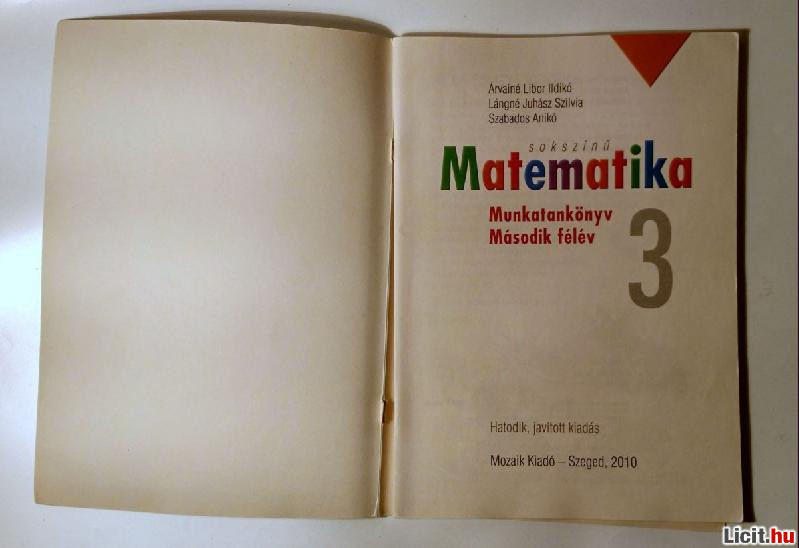 Árvainé Libor Ildikó
Lángné Juhász Szilvia
Szabados Anikó
sokszínű
Matematika
Munkatankönyv
Második félév
3
Hatodik, javított kiadás
Mozaik Kiadó – Szeged, 2010
Licit.hu